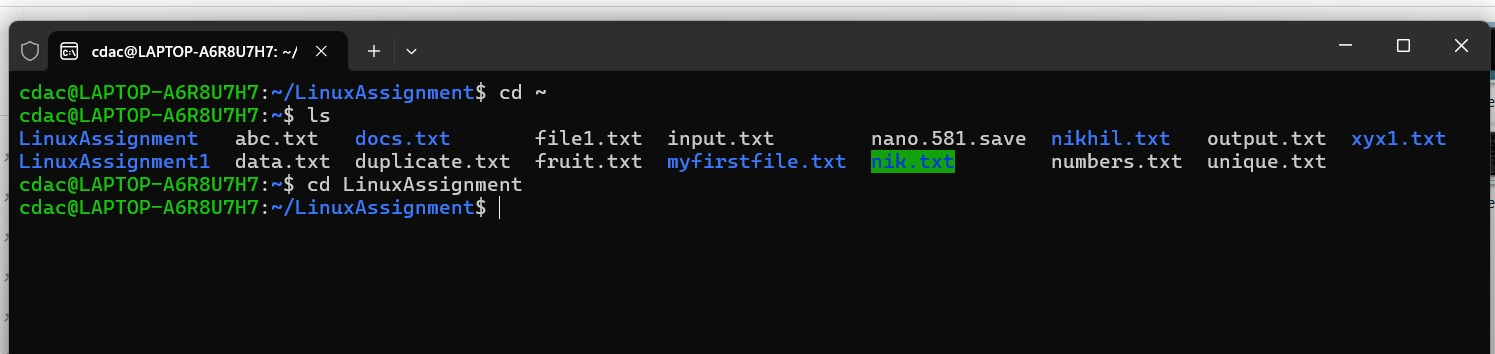 cdac@LAPTOP-A6R8U7H7: ~/
cdac@LAPTOP-A6R8U7H7:~/LinuxAssignment$ cd ~
cdac@LAPTOP-A6R8U7H7:~$ ls
LinuxAssignment abc.txt docs.txt file1.txt input.txt nano.581.save nikhil.txt output.txt xyx1.txt
LinuxAssignment1 data.txt duplicate.txt fruit.txt myfirstfile.txt nik.txt numbers.txt unique.txt
cdac@LAPTOP-A6R8U7H7:~$ cd LinuxAssignment
cdac@LAPTOP-A6R8U7H7:~/LinuxAssignment$